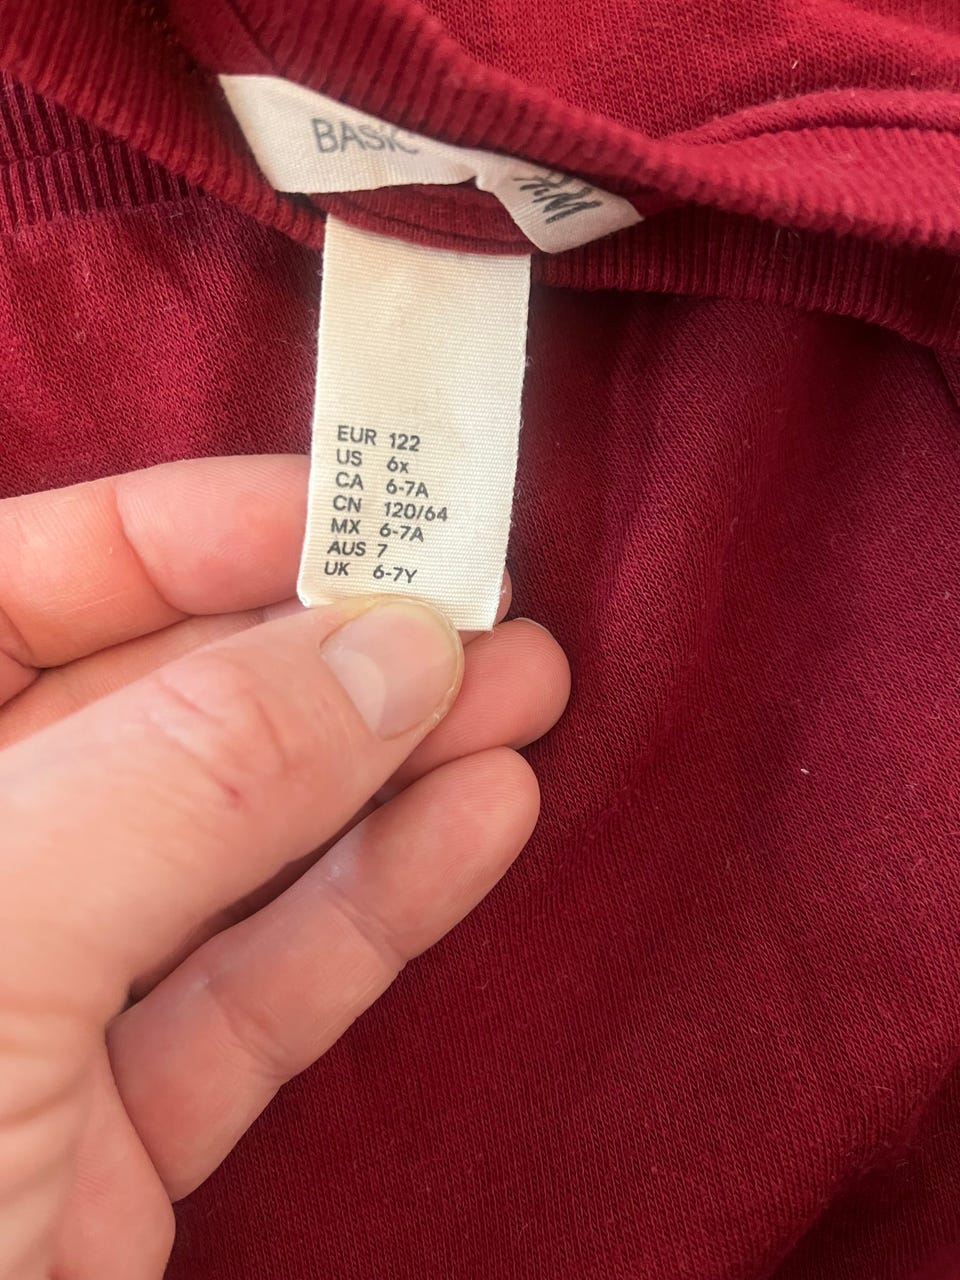 BASIC
H&M
EUR 122
US 6x
CA 6-7A
CN 120/64
MX 6-7A
AUS 7
UK 6-7Y